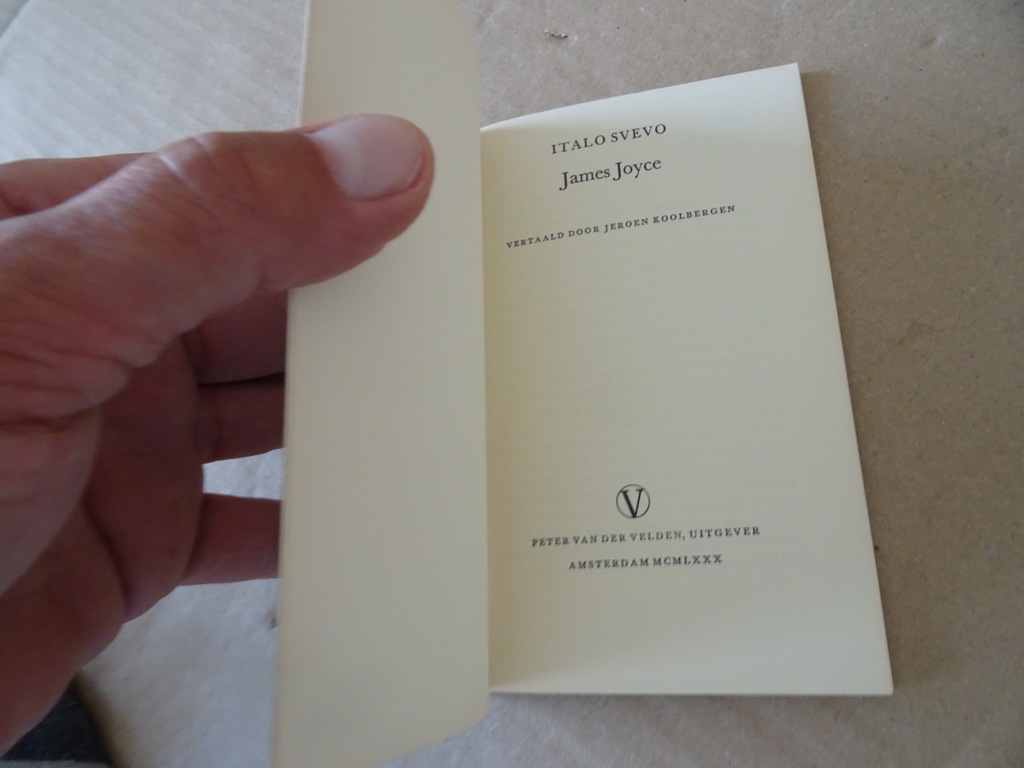 ITALO SVEVO
James Joyce
VERTAALD DOOR JEROEN KOOLBERGEN
V
PETER VAN DER VELDEN, UITGEVER
AMSTERDAM MCMLXXX